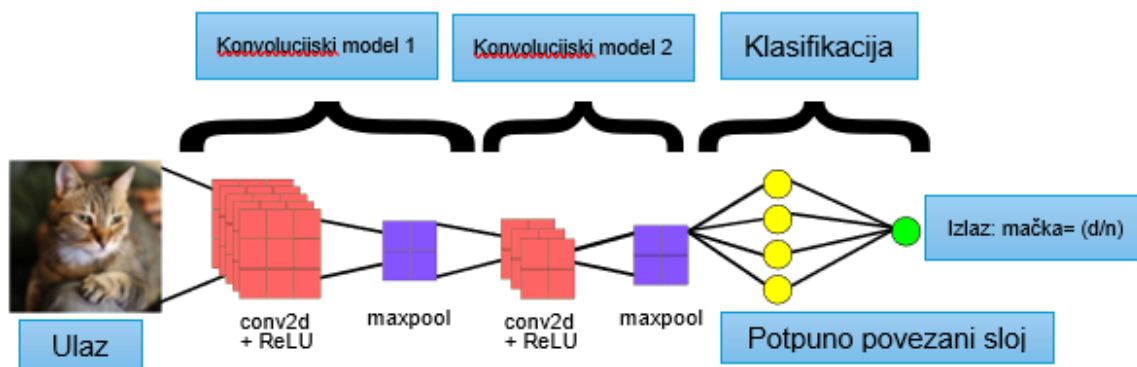 Konvolucijski model 1
Konvolucijski model 2
Klasifikacija
Izlaz: mačka= (d/n)
conv2d
+ ReLU
maxpool
conv2d
+ ReLU
maxpool
Ulaz
Potpuno povezani sloj